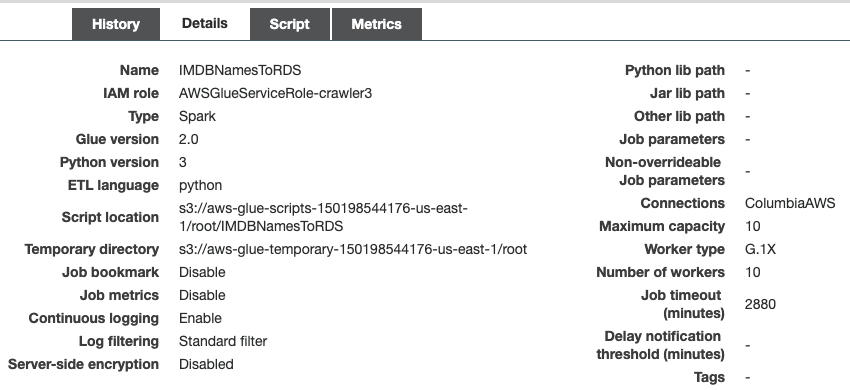 History Details Script Metrics
Name IMDBNamesToRDS
IAM role AWSGlueServiceRole-crawler3
Type Spark
Glue version 2.0
Python version 3
ETL language python
Script location s3://aws-glue-scripts-150198544176-us-east-
1/root/IMDBNamesToRDS
Temporary directory s3://aws-glue-temporary-150198544176-us-east-1/root
Job bookmark Disable
Job metrics Disable
Continuous logging Enable
Log filtering Standard filter
Server-side encryption Disabled
Python lib path -
Jar lib path -
Other lib path -
Job parameters -
Non-overrideable
Job parameters -
Connections ColumbiaAWS
Maximum capacity 10
Worker type G.1X
Number of workers 10
Job timeout
(minutes) 2880
Delay notification
threshold (minutes) -
Tags -